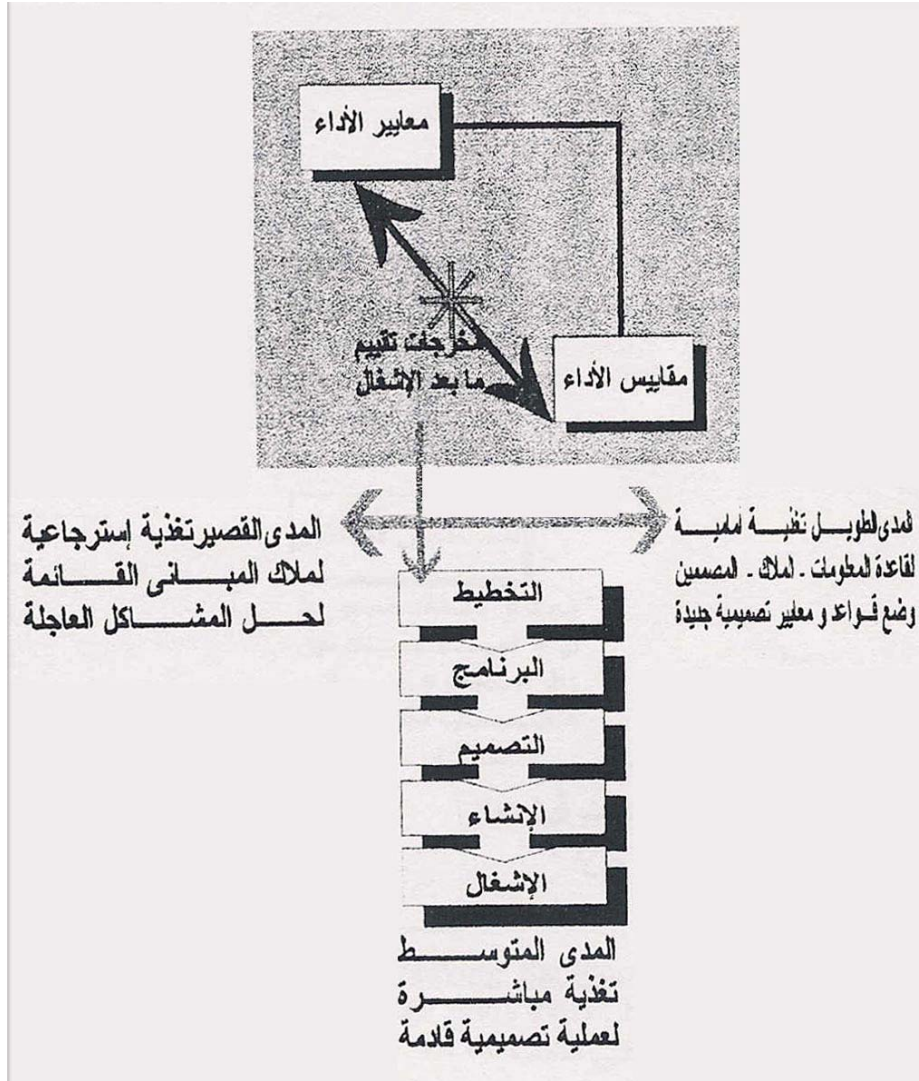 معايير الأداء
مخرجات تقييم
ما بعد الإشغال
مقاييس الأداء
المدى الطويل تغذية أمامية
لقاعدة المعلومات - الملاك - المصممين
وضع قواعد و معايير تصميمية جديدة
المدى القصير تغذية إسترجاعية
لملاك المبانى القائمة
لحل المشاكل العاجلة
التخطيط
البرنامج
التصميم
الإنشاء
الإشغال
المدى المتوسط
تغذية مباشرة
لعملية تصميمية قادمة